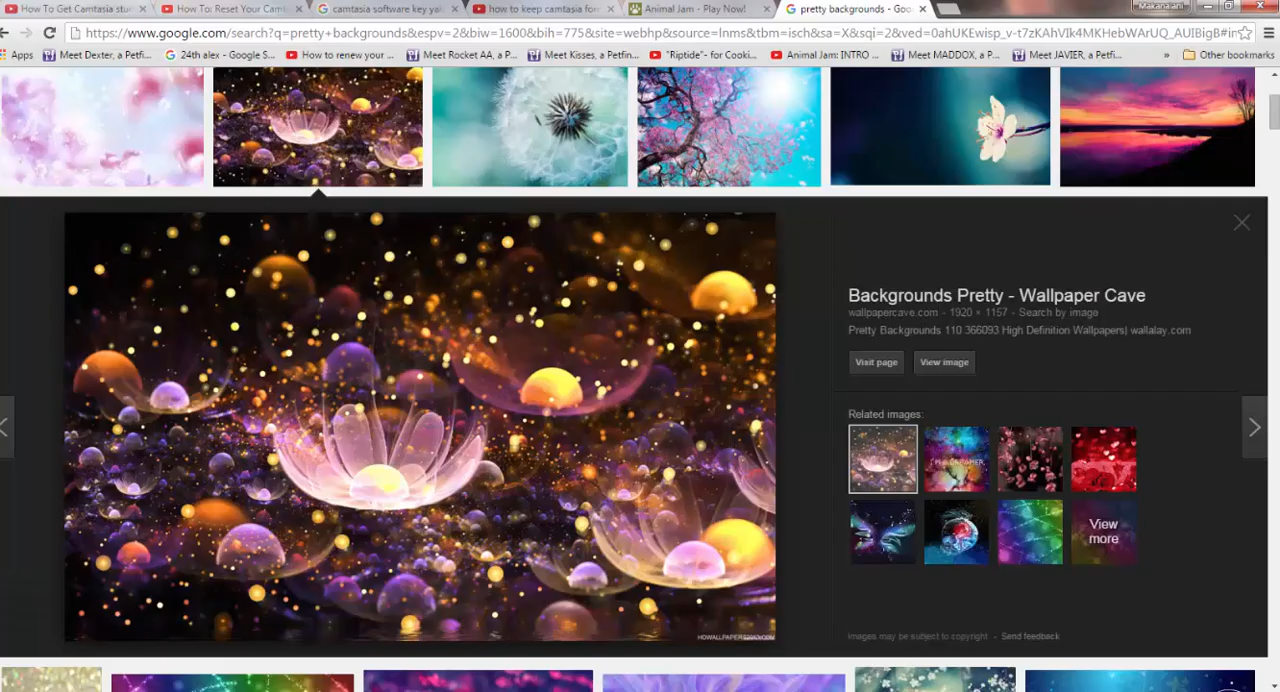 How To Get Camtasia stu
How To: Reset Your Camt
camtasia software key
how to keep camtasia for
Animal Jam - Play Now!
pretty backgrounds - Goo
Makanalani
https://www.google.com/search?q=pretty+backgrounds&espv=2&biw=1600&bih=775&site=webhp&source=lnms&tbm=isch&sa=X&sqi=2&ved=
Apps
Meet Dexter, a Petfi...
24th alex - Google S...
How to renew your ...
Meet Rocket AA, a P...
Meet Kisses, a Petfin...
"Riptide"- for Cooki...
Animal Jam: INTRO ...
Meet MADDOX, a P...
Meet JAVIER, a Petfi...
»
Other bookmarks
Backgrounds Pretty - Wallpaper Cave
wallpapercave.com - 1920 × 1157 - Search by image
Pretty Backgrounds 110 366093 High Definition Wallpapers| wallalay.com
Visit page
View image
Related images:
View
more
Images may be subject to copyright - Send feedback